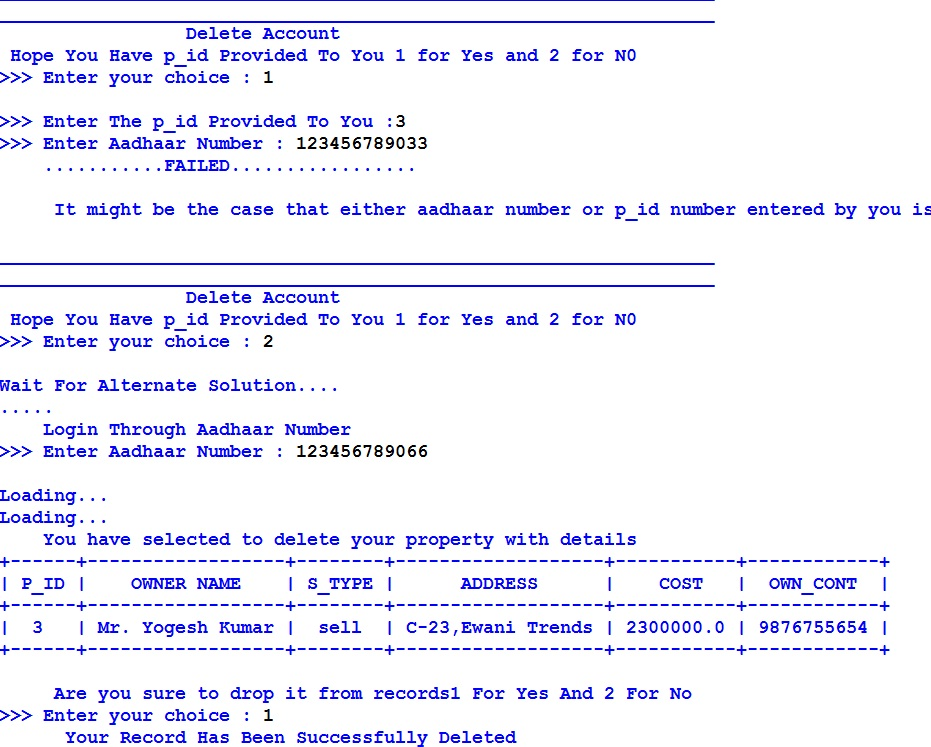 Delete Account
Hope You Have p_id Provided To You 1 for Yes and 2 for N0
>>> Enter your choice : 1
>>> Enter The p_id Provided To You :3
>>> Enter Aadhaar Number : 123456789033
...........FAILED.................
It might be the case that either aadhaar number or p_id number entered by you is
Delete Account
Hope You Have p_id Provided To You 1 for Yes and 2 for N0
>>> Enter your choice : 2
Wait For Alternate Solution....
.....
Login Through Aadhaar Number
>>> Enter Aadhaar Number : 123456789066
Loading...
Loading...
You have selected to delete your property with details
+------+------------------+--------+-------------------+-----------+------------+
| P_ID |    OWNER NAME    | S_TYPE |      ADDRESS      |    COST   |  OWN_CONT  |
+------+------------------+--------+-------------------+-----------+------------+
|  3   | Mr. Yogesh Kumar |  sell  | C-23,Ewani Trends | 2300000.0 | 9876755654 |
+------+------------------+--------+-------------------+-----------+------------+
Are you sure to drop it from records1 For Yes And 2 For No
>>> Enter your choice : 1
Your Record Has Been Successfully Deleted